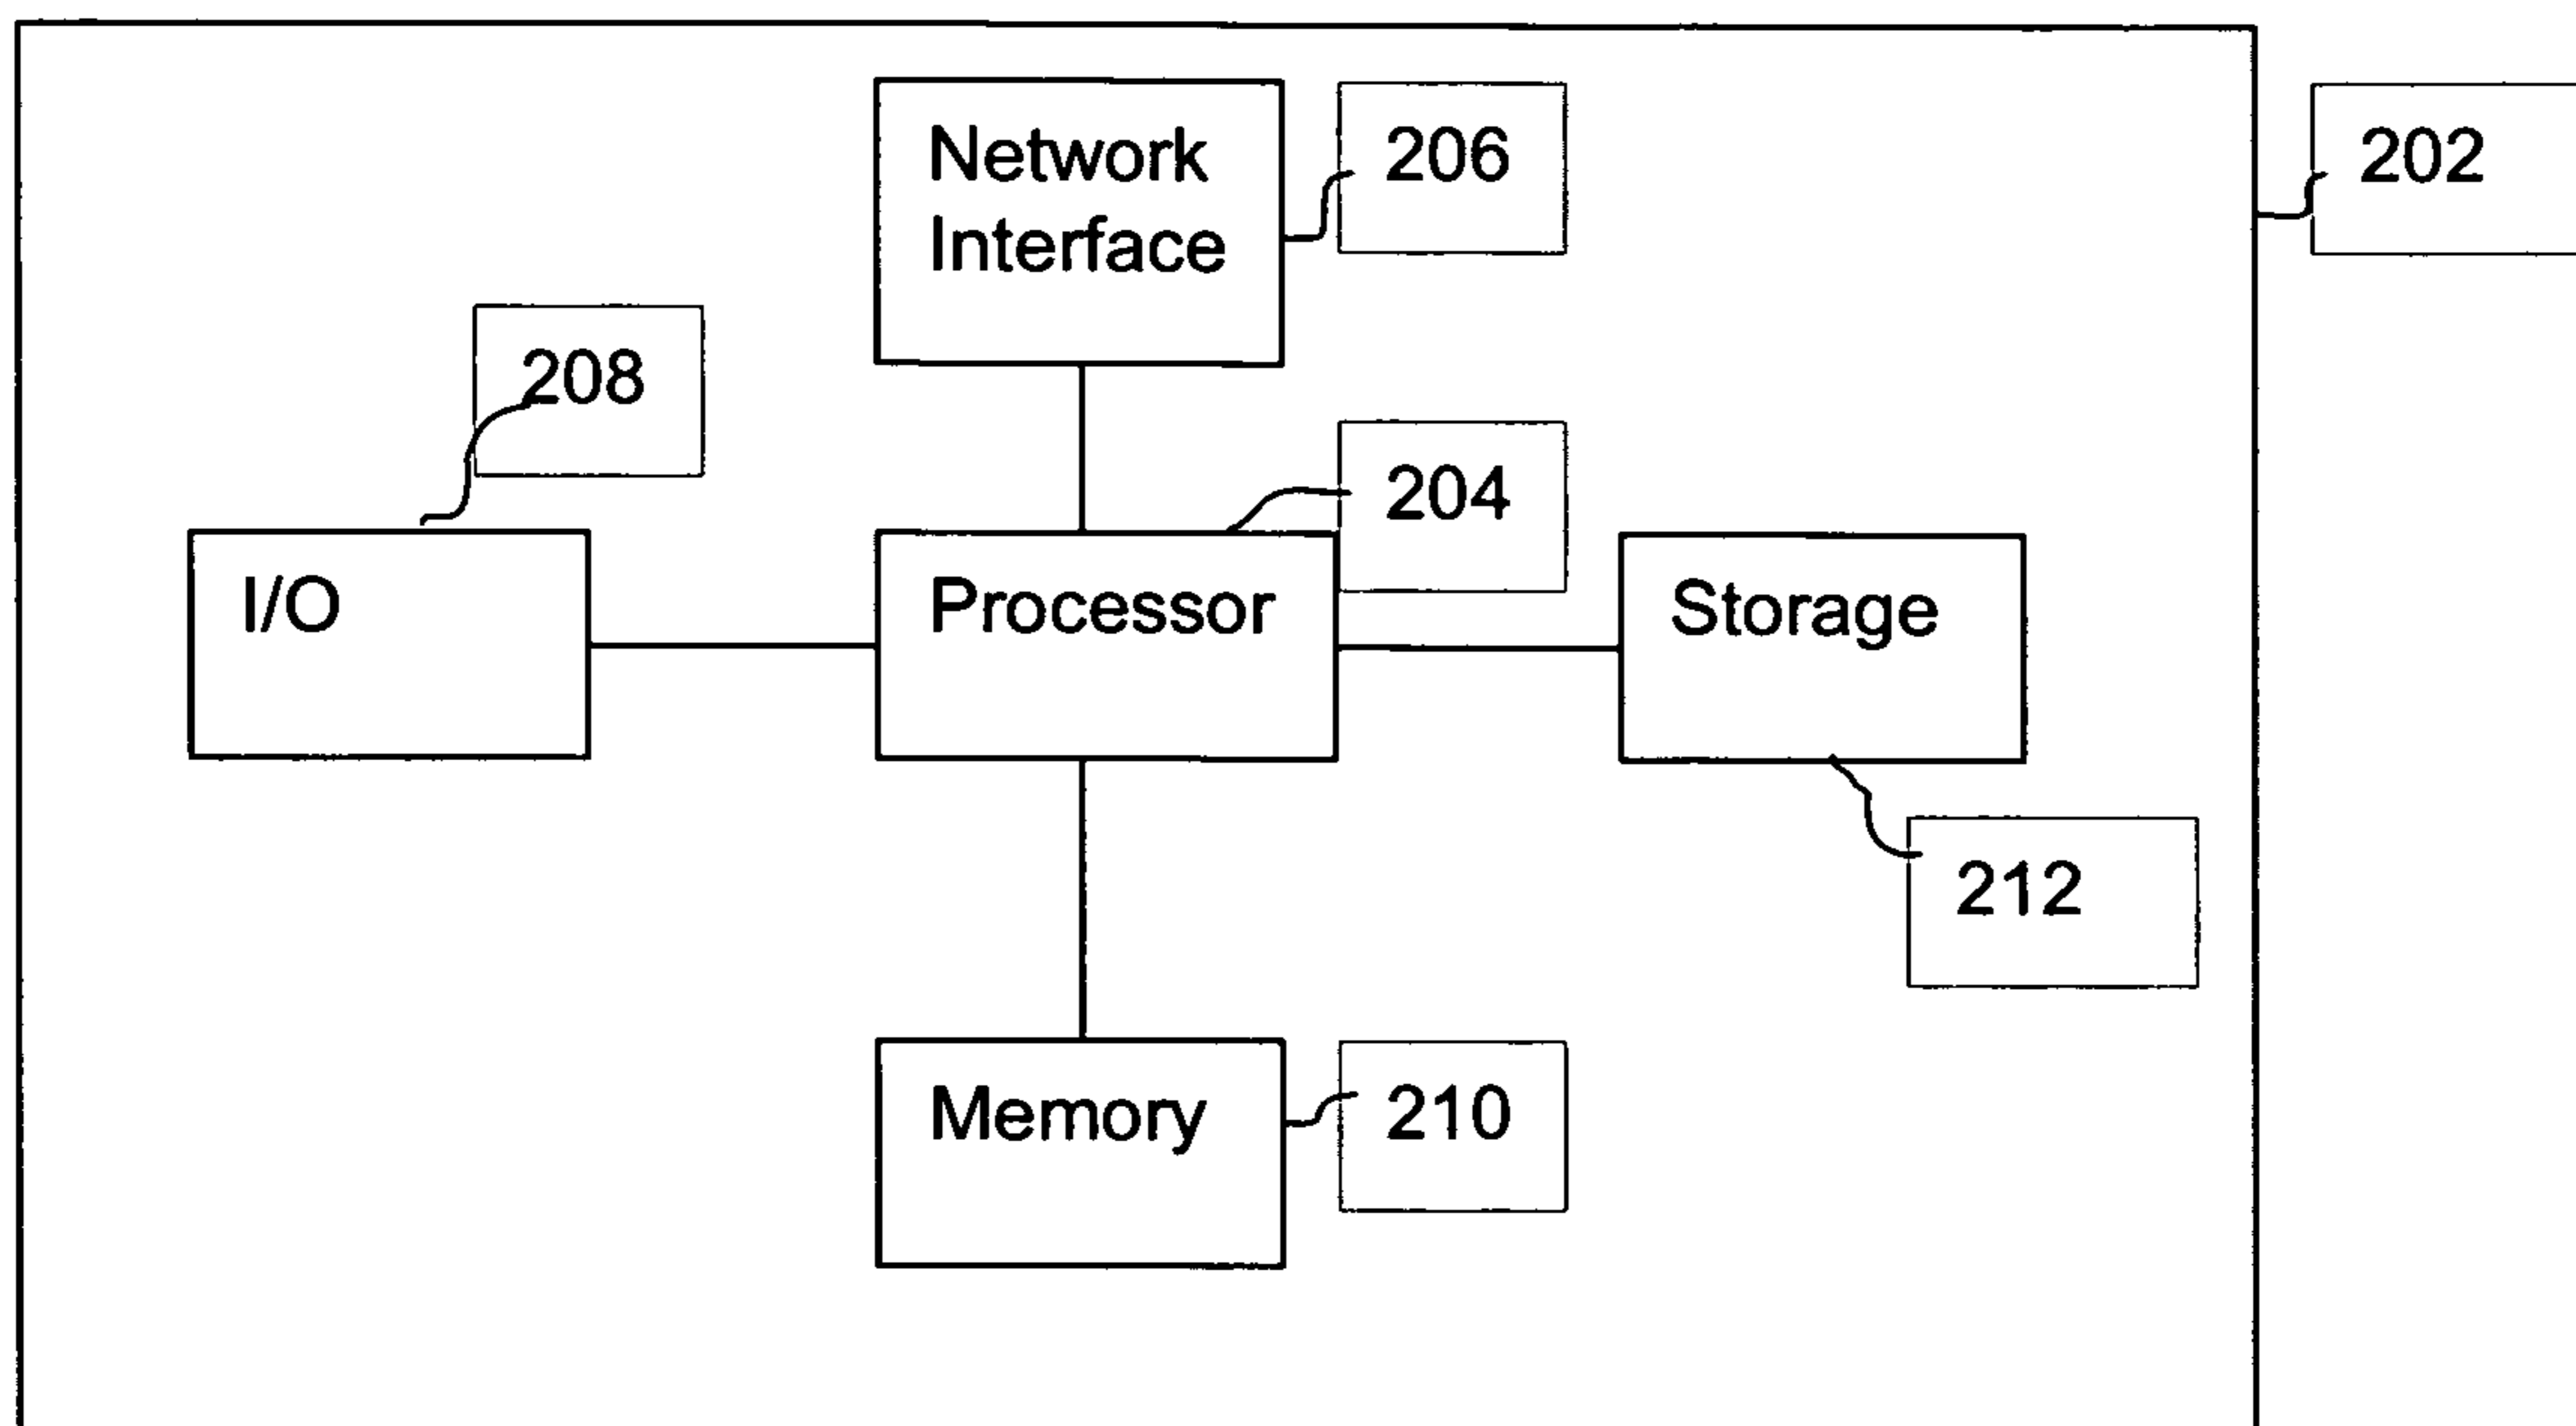 Network
Interface
206
202
208
204
I/O
Processor
Storage
212
Memory
210